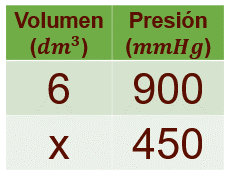 Volumen Presión
(dm³) (mmHg)
6 900
x 450